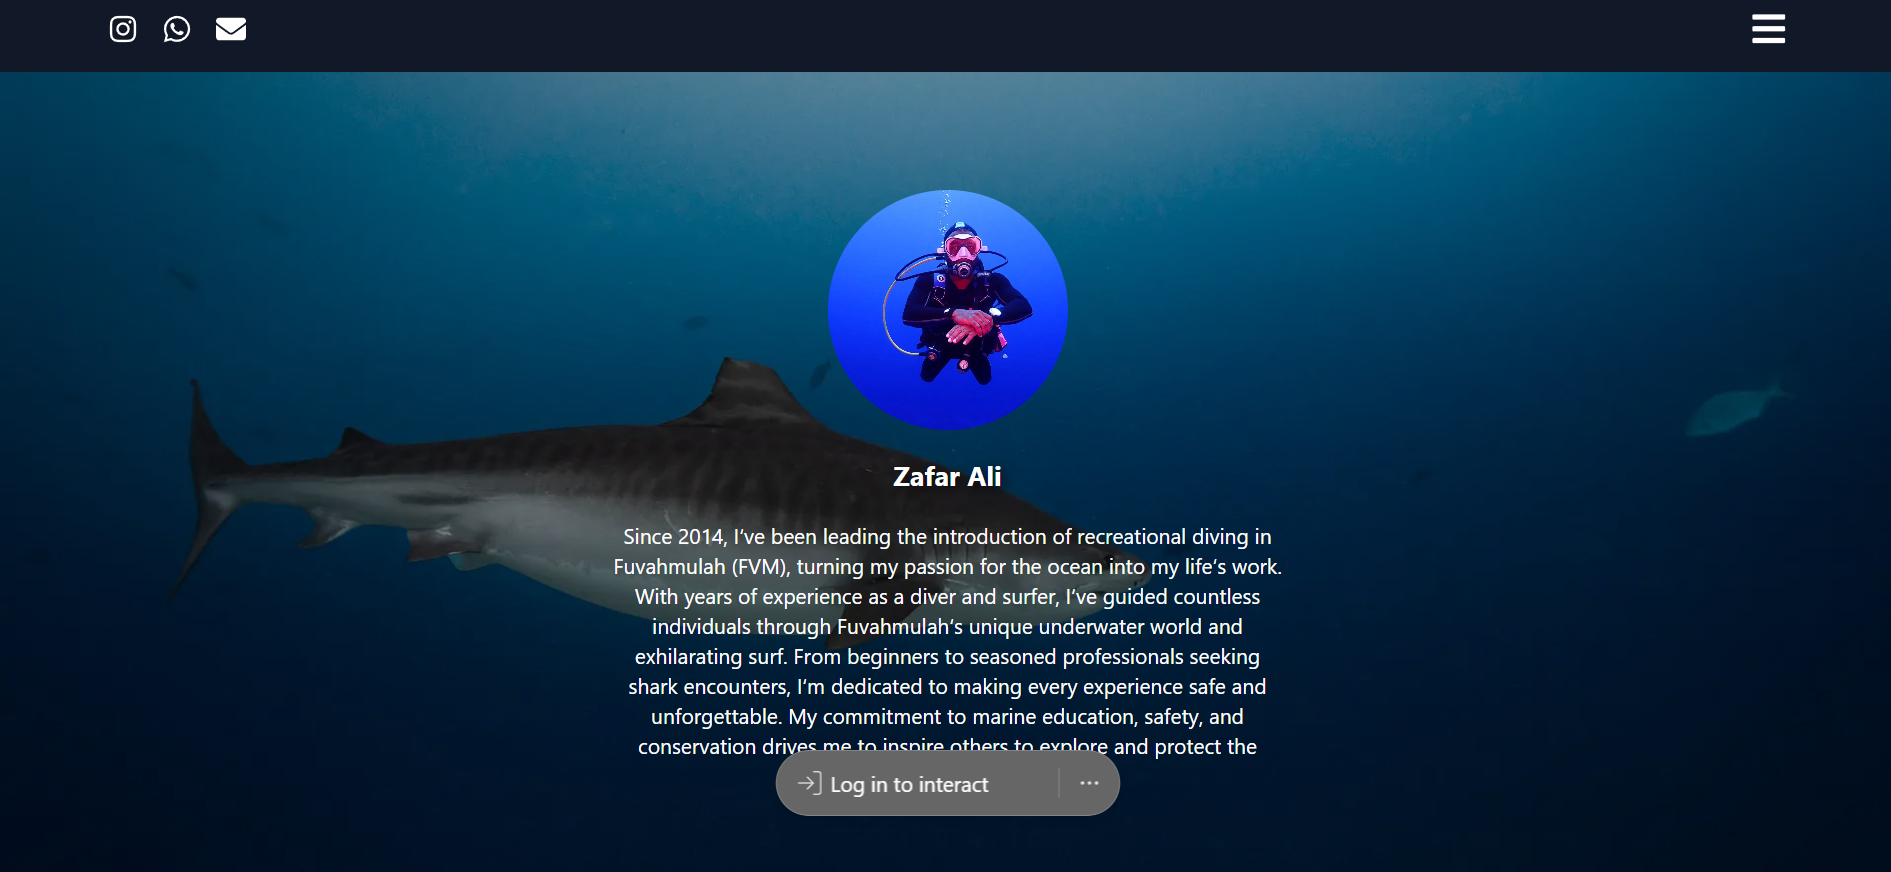 Zafar Ali
Since 2014, I've been leading the introduction of recreational diving in
Fuvahmulah (FVM), turning my passion for the ocean into my life's work.
With years of experience as a diver and surfer, I've guided countless
individuals through Fuvahmulah's unique underwater world and
exhilarating surf. From beginners to seasoned professionals seeking
shark encounters, I'm dedicated to making every experience safe and
unforgettable. My commitment to marine education, safety, and
conservation drives me to inspire others to explore and protect the
Log in to interact